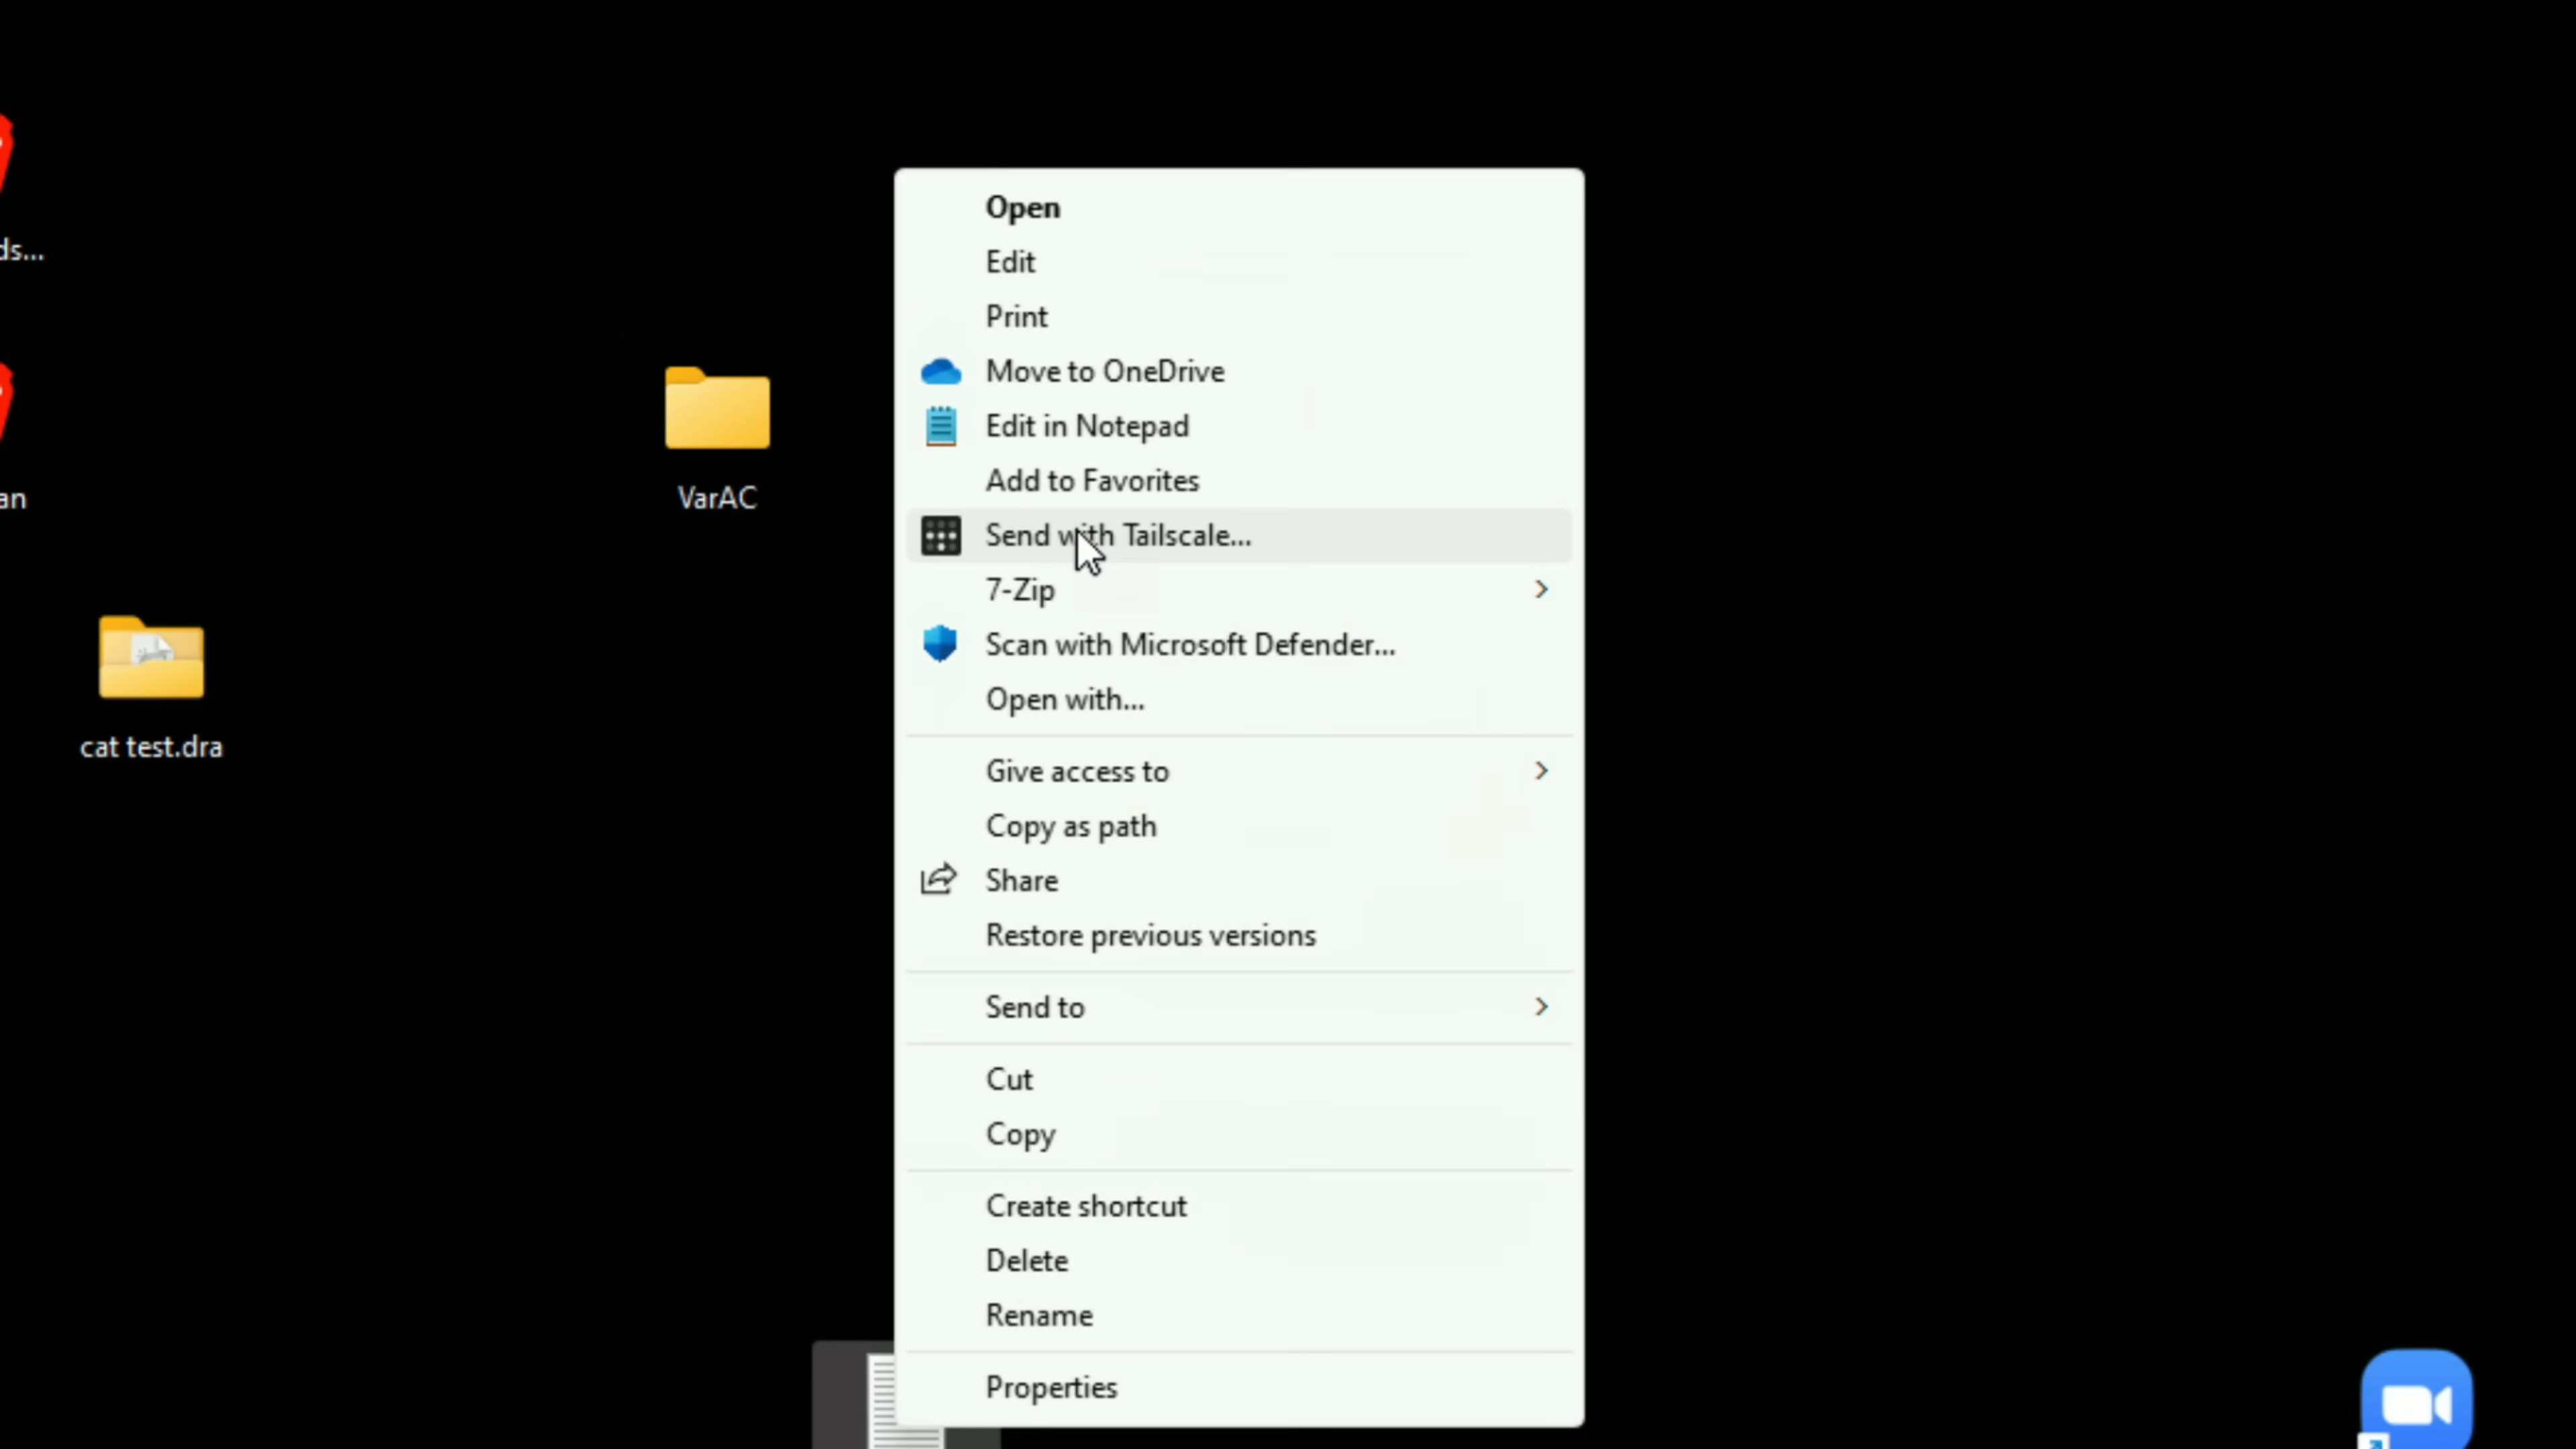 ds...
an
VarAC
cat test.dra
Open
Edit
Print
Move to OneDrive
Edit in Notepad
Add to Favorites
Send with Tailscale...
7-Zip
Scan with Microsoft Defender...
Open with...
Give access to
Copy as path
Share
Restore previous versions
Send to
Cut
Copy
Create shortcut
Delete
Rename
Properties